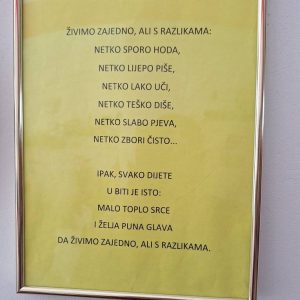 ŽIVIMO ZAJEDNO, ALI S RAZLIKAMA:
NETKO SPORO HODA,
NETKO LIJEPO PIŠE,
NETKO LAKO UČI,
NETKO TEŠKO DIŠE,
NETKO SLABO PJEVA,
NETKO ZBORI ČISTO...
IPAK, SVAKO DIJETE
U BITI JE ISTO:
MALO TOPLO SRCE
I ŽELJA PUNA GLAVA
DA ŽIVIMO ZAJEDNO, ALI S RAZLIKAMA.